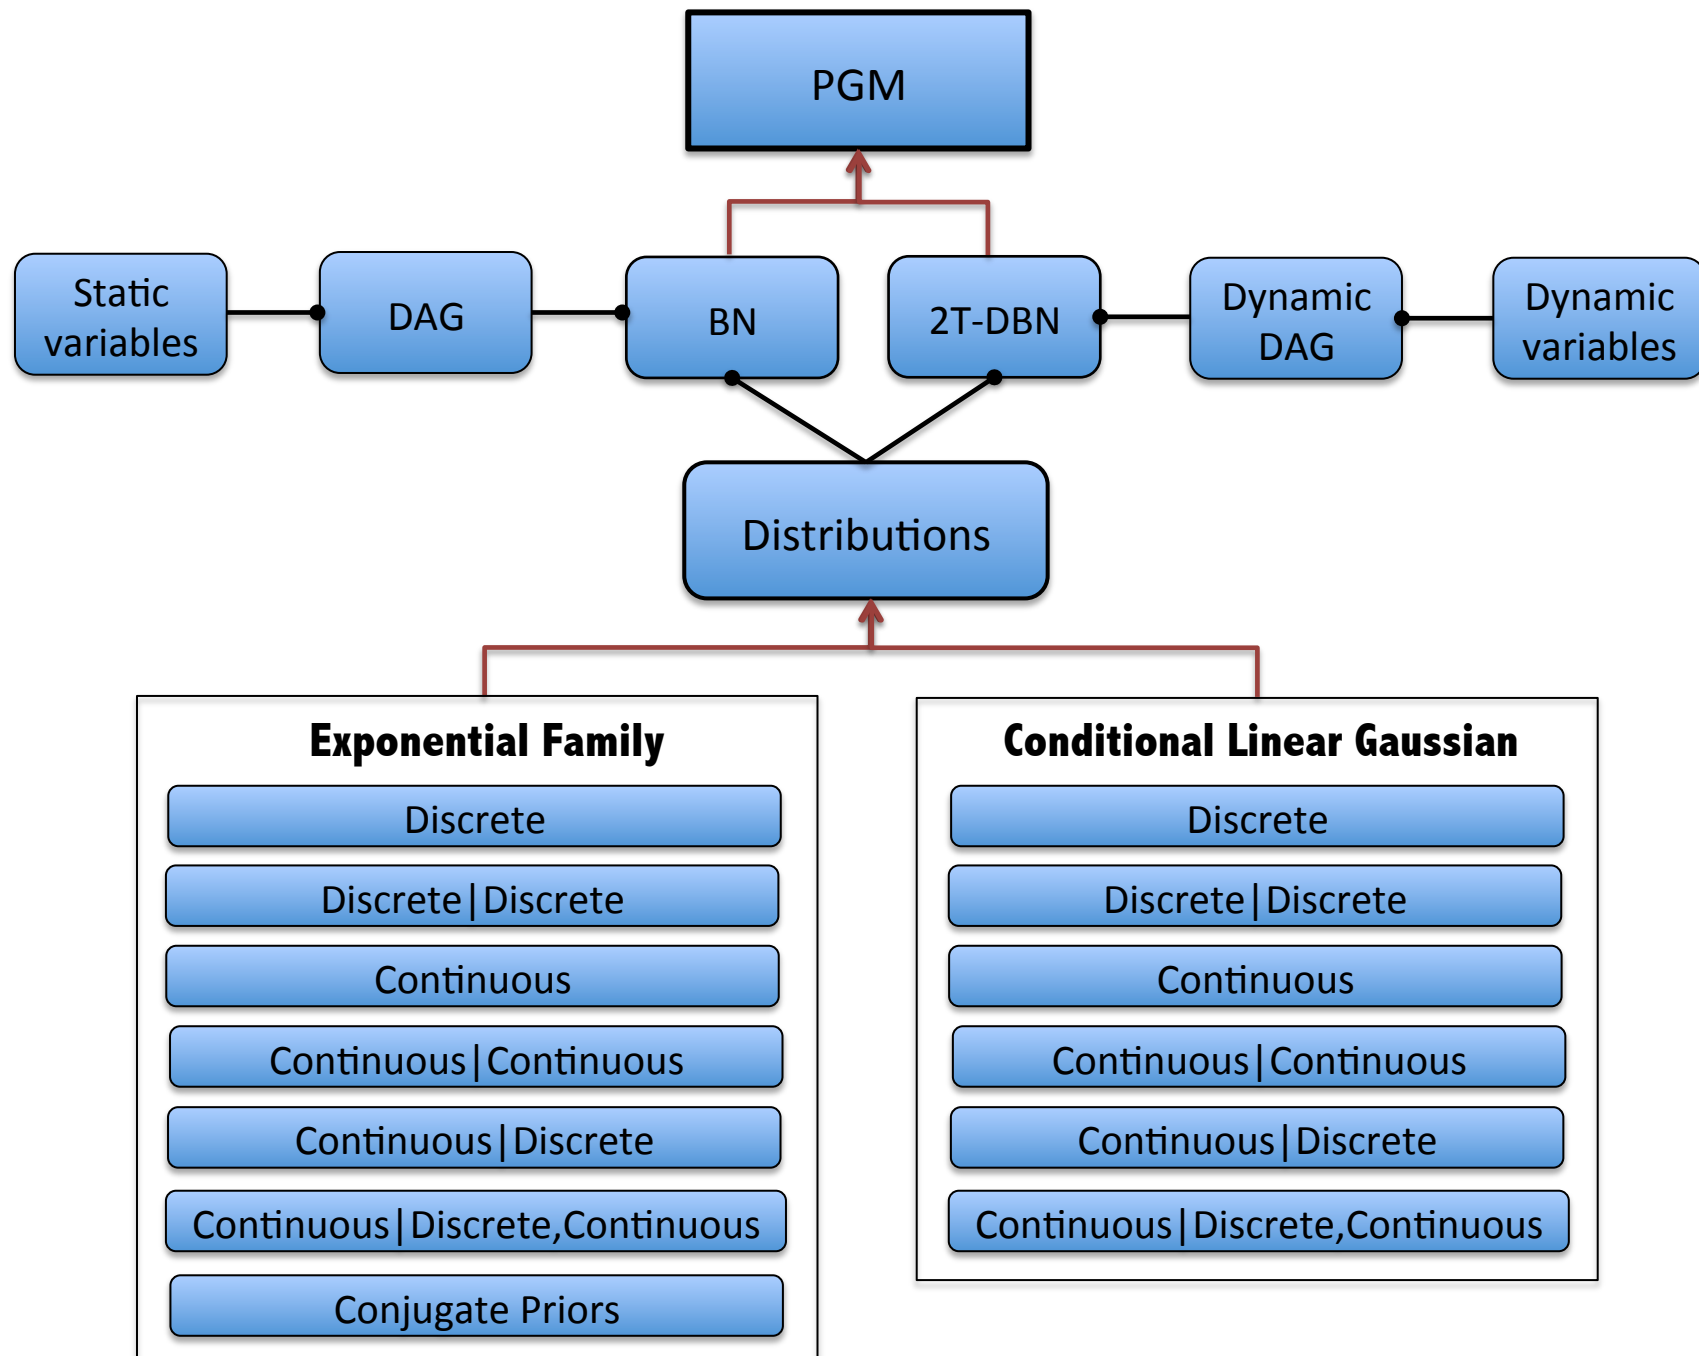 PGM
Static
variables
DAG
BN
2T-DBN
Dynamic
DAG
Dynamic
variables
Distributions
Exponential Family
Discrete
Discrete|Discrete
Continuous
Continuous|Continuous
Continuous|Discrete
Continuous|Discrete,Continuous
Conjugate Priors
Conditional Linear Gaussian
Discrete
Discrete|Discrete
Continuous
Continuous|Continuous
Continuous|Discrete
Continuous|Discrete,Continuous